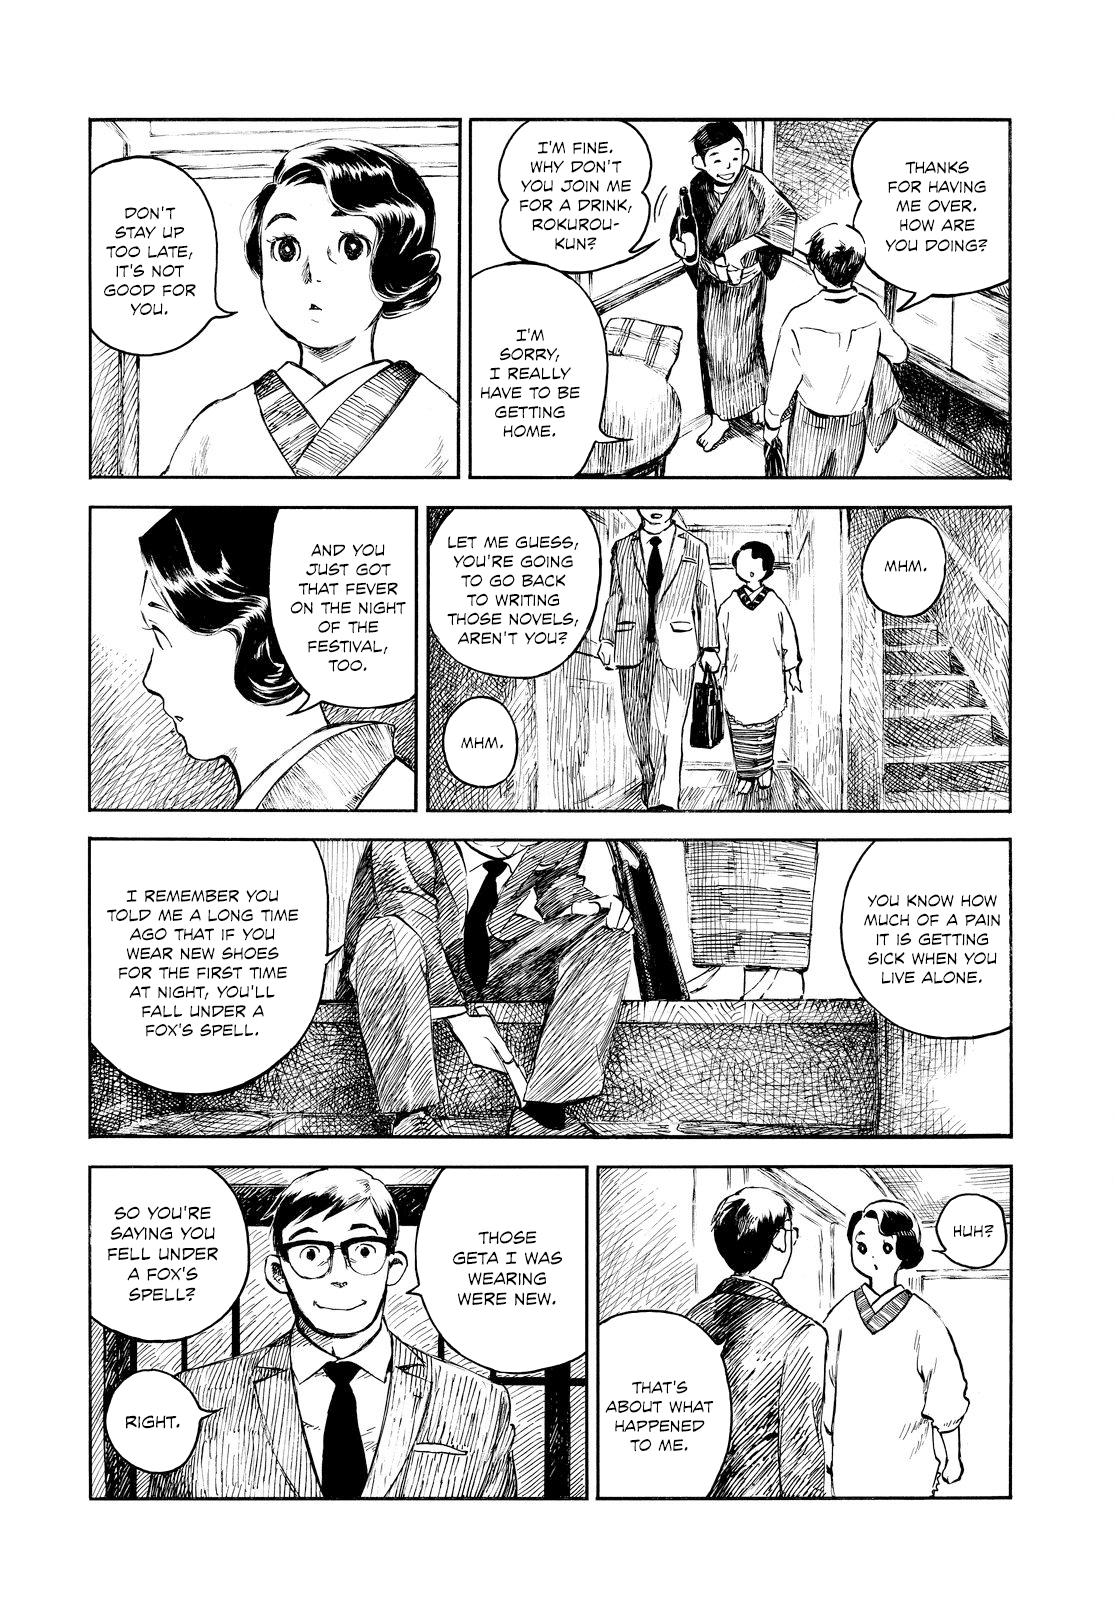 THANKS
FOR HAVING
ME OVER.
HOW ARE
YOU DOING?
I'M FINE.
WHY DON'T
YOU JOIN ME
FOR A DRINK,
ROKUROU-
KUN?
I'M
SORRY,
I REALLY
HAVE TO BE
GETTING
HOME.
DON'T
STAY UP
TOO LATE,
IT'S NOT
GOOD FOR
YOU.
MHM.
LET ME GUESS,
YOU'RE GOING
TO GO BACK
TO WRITING
THOSE NOVELS,
AREN'T YOU?
MHM.
AND YOU
JUST GOT
THAT FEVER
ON THE NIGHT
OF THE
FESTIVAL,
TOO.
YOU KNOW HOW
MUCH OF A PAIN
IT IS GETTING
SICK WHEN YOU
LIVE ALONE.
I REMEMBER YOU
TOLD ME A LONG TIME
AGO THAT IF YOU
WEAR NEW SHOES
FOR THE FIRST TIME
AT NIGHT, YOU'LL
FALL UNDER A
FOX'S SPELL.
HUH?
THAT'S
ABOUT WHAT
HAPPENED
TO ME.
THOSE
GETA I WAS
WEARING
WERE NEW.
SO YOU'RE
SAYING YOU
FELL UNDER
A FOX'S
SPELL?
RIGHT.